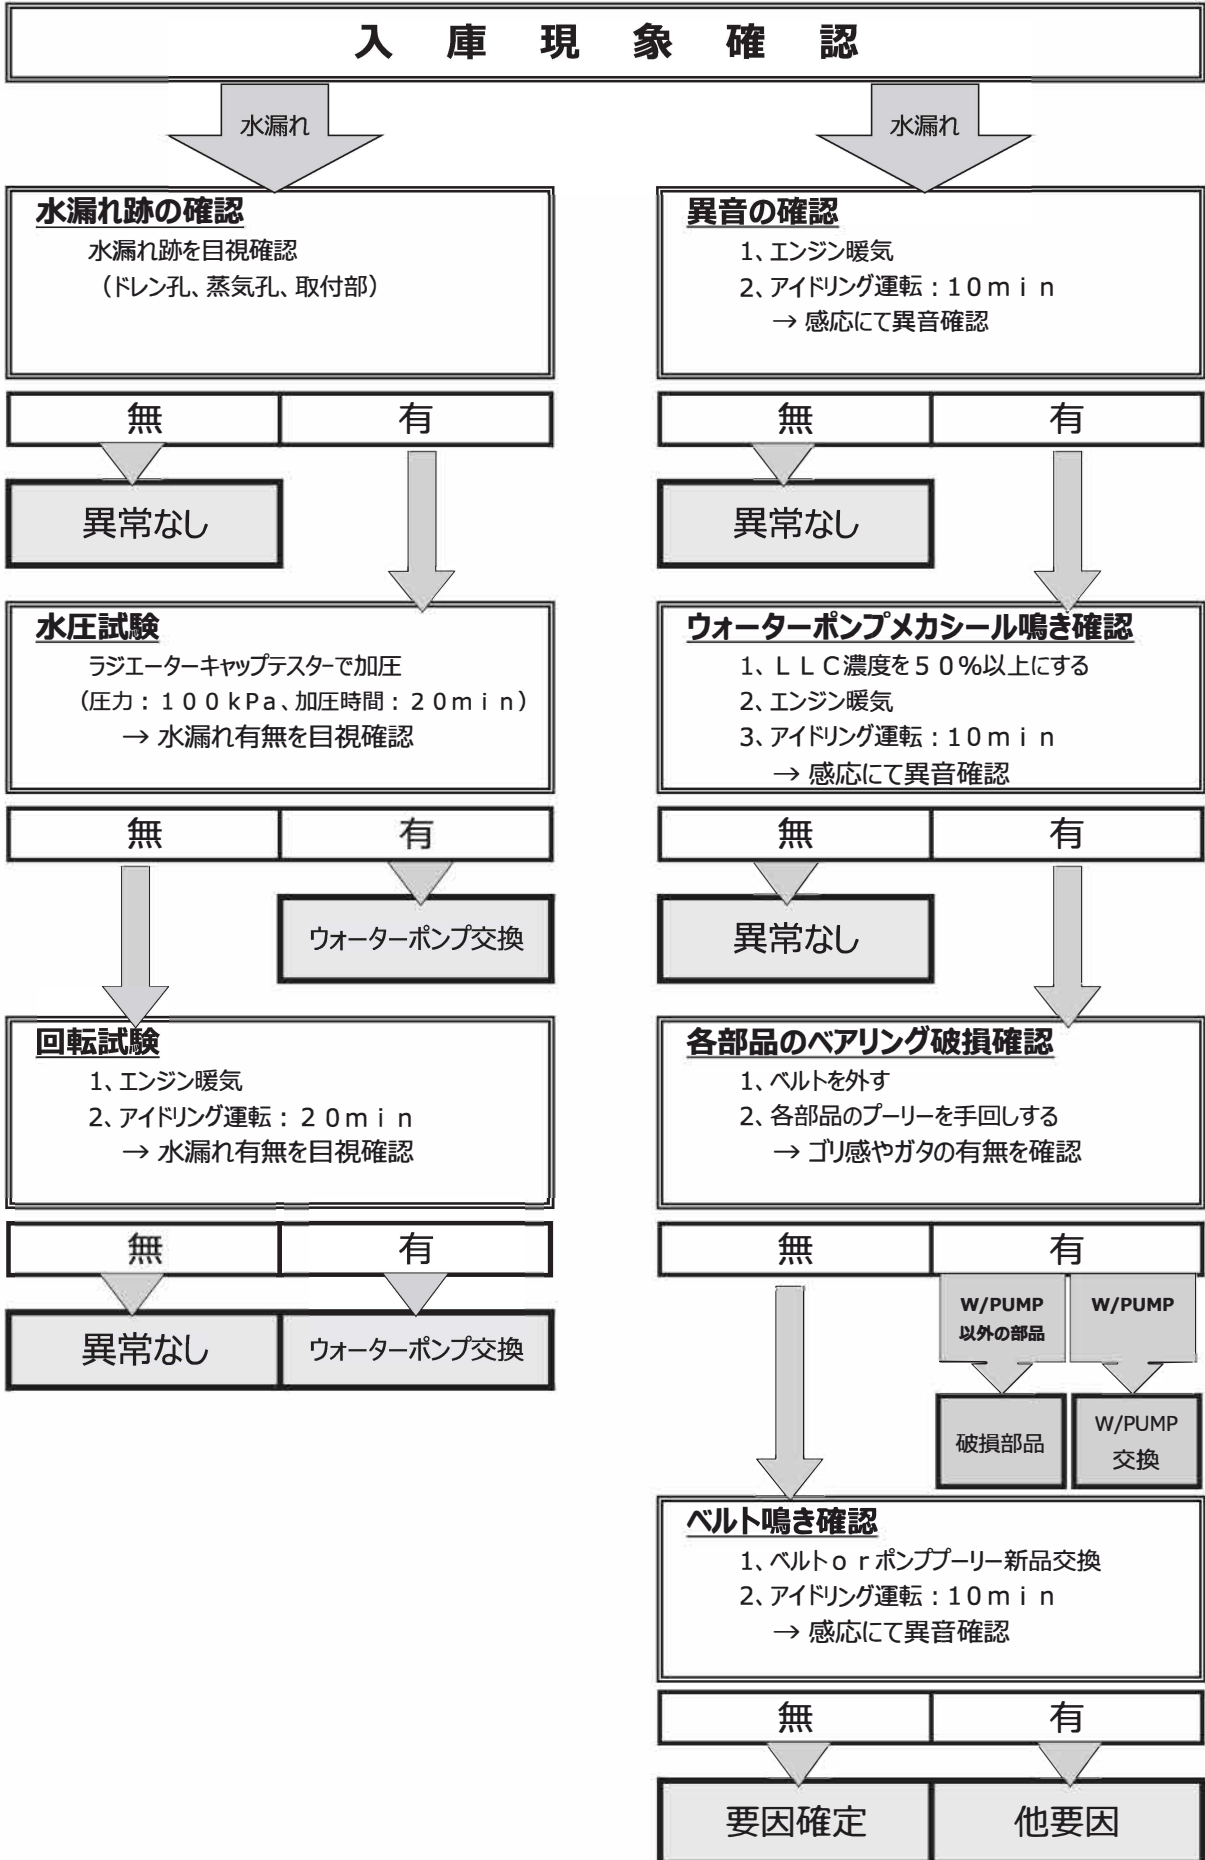 入庫現象確認
水漏れ
水漏れ跡の確認
水漏れ跡を目視確認
（ドレン孔、蒸気孔、取付部）
無 有
異常なし
水圧試験
ラジエーターキャップテスターで加圧
（圧力：１００kPa、加圧時間：２０ｍｉｎ）
→ 水漏れ有無を目視確認
無 有
ウォーターポンプ交換
回転試験
1、エンジン暖気
2、アイドリング運転：２０ｍｉｎ
→ 水漏れ有無を目視確認
無 有
異常なし ウォーターポンプ交換
水漏れ
異音の確認
1、エンジン暖気
2、アイドリング運転：１０ｍｉｎ
→ 感応にて異音確認
無 有
異常なし
ウォーターポンプメカシール鳴き確認
1、ＬＬＣ濃度を５０％以上にする
2、エンジン暖気
3、アイドリング運転：１０ｍｉｎ
→ 感応にて異音確認
無 有
異常なし
各部品のベアリング破損確認
1、ベルトを外す
2、各部品のプーリーを手回しする
→ ゴリ感やガタの有無を確認
無 有
W/PUMP
以外の部品
W/PUMP
破損部品
W/PUMP
交換
ベルト鳴き確認
1、ベルトｏｒポンププーリー新品交換
2、アイドリング運転：１０ｍｉｎ
→ 感応にて異音確認
無 有
要因確定 他要因